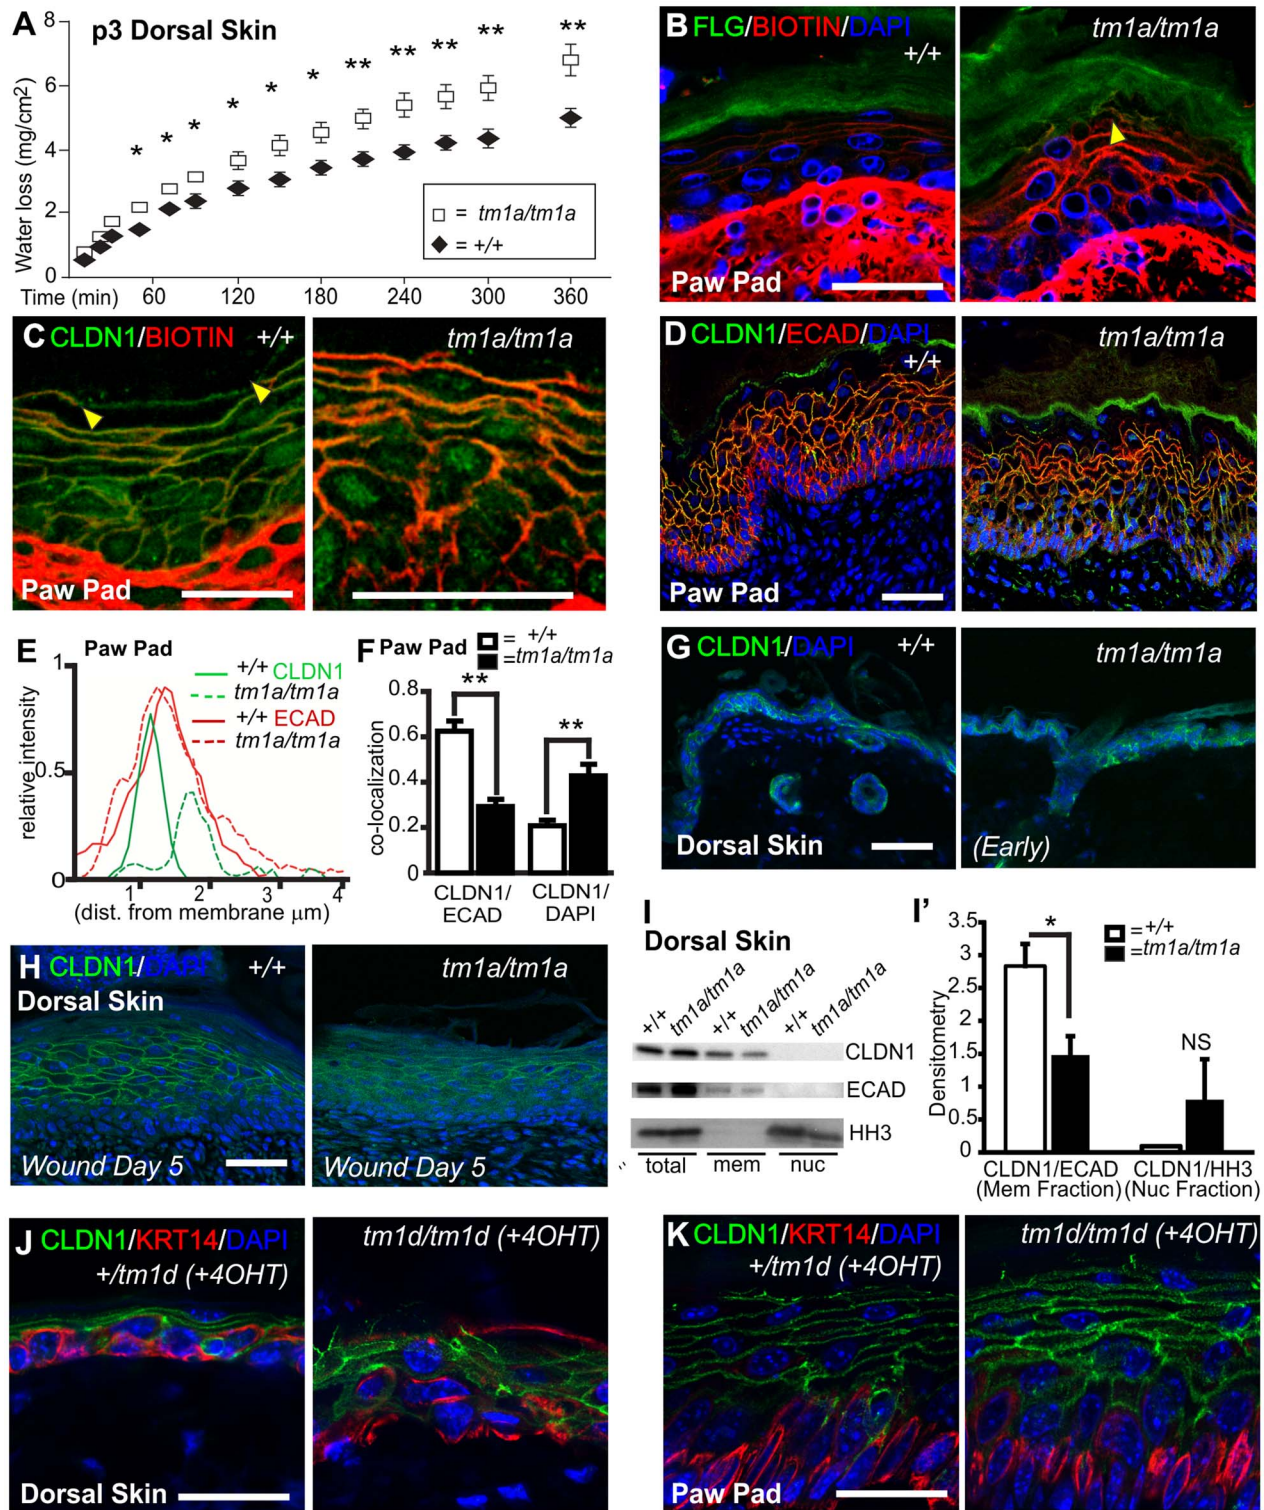 A
p3 Dorsal Skin
8
6
4
2
0
Water loss (mg/cm2)
* * * * * * ** ** ** ** **
□ = tm1a/tm1a
◆ = +/+
Time (min) 60 120 180 240 300 360
B FLG/BIOTIN/DAPI
+/+
tm1a/tm1a
Paw Pad
C CLDN1/BIOTIN +/+
tm1a/tm1a
Paw Pad
D CLDN1/ECAD/DAPI
+/+
tm1a/tm1a
Paw Pad
E Paw Pad
1
0.5
0
relative intensity
+/+ CLDN1
tm1a/tm1a
+/+ ECAD
tm1a/tm1a
1 2 3 4
(dist. from membrane μm)
F Paw Pad
= +/+
=tm1a/tm1a
0.8
0.6
0.4
0.2
0
co-localization
**
**
CLDN1/
ECAD
CLDN1/
DAPI
G CLDN1/DAPI +/+
tm1a/tm1a
Dorsal Skin
(Early)
H CLDN1/DAPI +/+
Dorsal Skin
tm1a/tm1a
Wound Day 5
Wound Day 5
I
Dorsal Skin
+/+ tm1a/tm1a +/+ tm1a/tm1a +/+ tm1a/tm1a
CLDN1
ECAD
HH3
total mem nuc
I'
3.5
3
2.5
2
1.5
1
0.5
0
Densitometry
*
=+/+
=tm1a/tm1a
NS
CLDN1/ECAD
(Mem Fraction)
CLDN1/HH3
(Nuc Fraction)
J CLDN1/KRT14/DAPI
+/tm1d (+4OHT)
tm1d/tm1d (+4OHT)
Dorsal Skin
K CLDN1/KRT14/DAPI
+/tm1d (+4OHT)
tm1d/tm1d (+4OHT)
Paw Pad